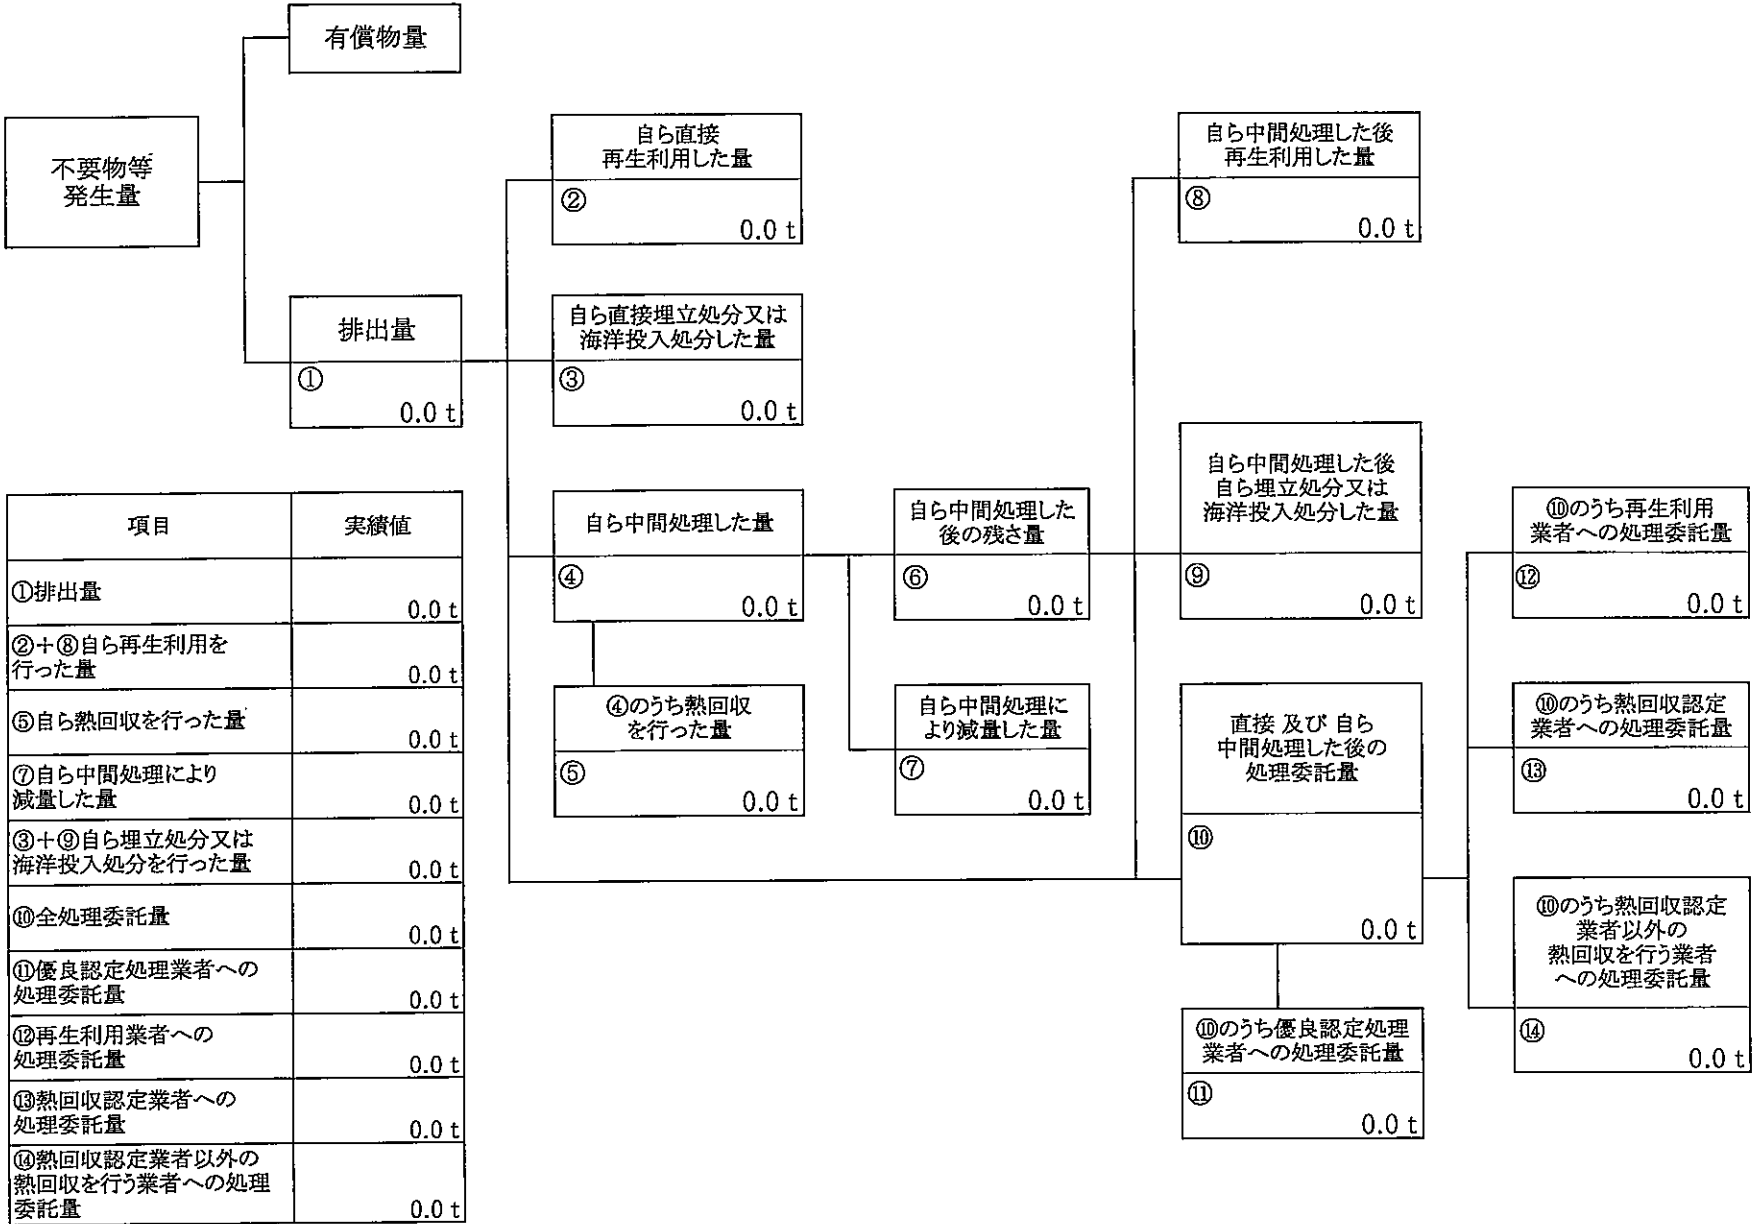 有償物量
不要物等
発生量
排出量
①
0.0 t
自ら直接
再生利用した量
②
0.0 t
自ら直接埋立処分又は
海洋投入処分した量
③
0.0 t
自ら中間処理した量
④
0.0 t
④のうち熱回収
を行った量
⑤
0.0 t
自ら中間処理した
後の残さ量
⑥
0.0 t
自ら中間処理に
より減量した量
⑦
0.0 t
自ら中間処理した後
再生利用した量
⑧
0.0 t
自ら中間処理した後
自ら埋立処分又は
海洋投入処分した量
⑨
0.0 t
直接 及び 自ら
中間処理した後の
処理委託量
⑩
0.0 t
⑩のうち優良認定処理
業者への処理委託量
⑪
0.0 t
⑩のうち再生利用
業者への処理委託量
⑫
0.0 t
⑩のうち熱回収認定
業者への処理委託量
⑬
0.0 t
⑩のうち熱回収認定
業者以外の
熱回収を行う業者
への処理委託量
⑭
0.0 t
項目 実績値
①排出量
0.0 t
②+⑧自ら再生利用を
行った量
0.0 t
⑤自ら熱回収を行った量
0.0 t
⑦自ら中間処理により
減量した量
0.0 t
③+⑨自ら埋立処分又は
海洋投入処分を行った量
0.0 t
⑩全処理委託量
0.0 t
⑪優良認定処理業者への
処理委託量
0.0 t
⑫再生利用業者への
処理委託量
0.0 t
⑬熱回収認定業者への
処理委託量
0.0 t
⑭熱回収認定業者以外の
熱回収を行う業者への処理
委託量
0.0 t